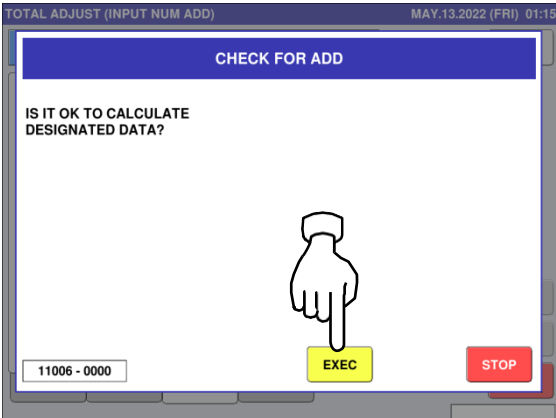 TOTAL ADJUST (INPUT NUM ADD) MAY.13.2022 (FRI) 01:15
CHECK FOR ADD
IS IT OK TO CALCULATE
DESIGNATED DATA?
11006 - 0000
EXEC
STOP